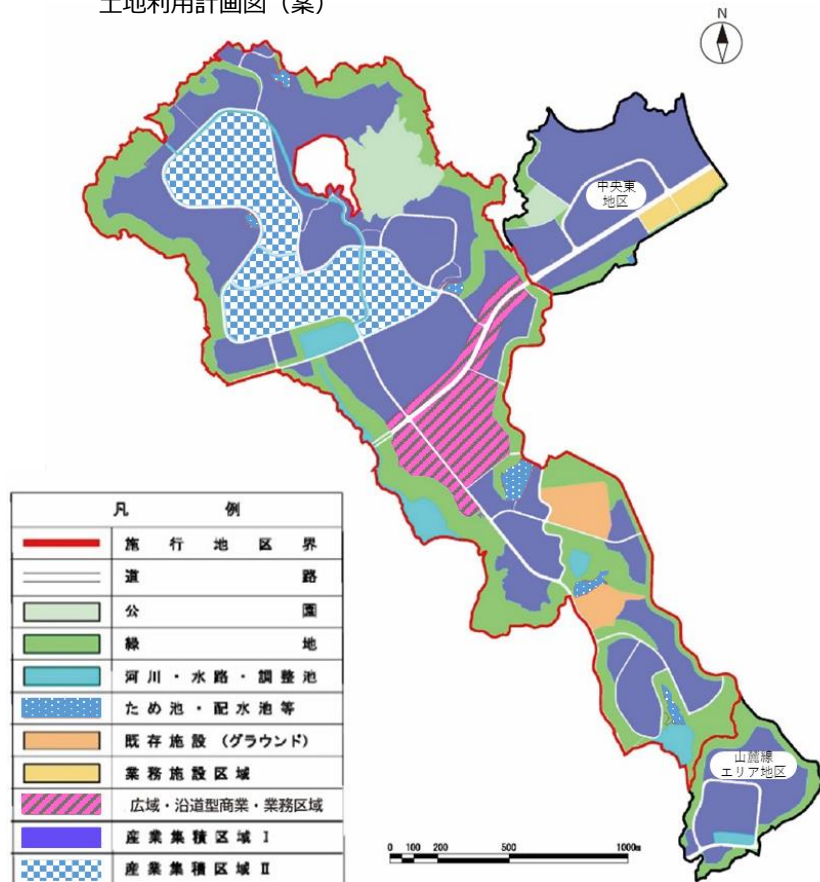 土地利用計画図（案）
N
中央東
地区
凡例
施行地区界
道路
公園
緑地
河川・水路・調整池
ため池・配水池等
既存施設（グラウンド）
業務施設区域
広域・沿道型商業・業務区域
産業集積区域Ⅰ
産業集積区域Ⅱ
山麓線
エリア地区
0 100 200 500 1000m